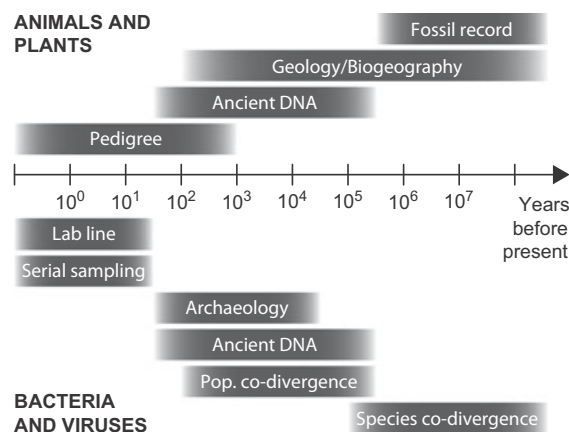 ANIMALS AND
PLANTS
Fossil record
Geology/Biogeography
Ancient DNA
Pedigree
10⁰ 10¹ 10² 10³ 10⁴ 10⁵ 10⁶ 10⁷ Years
before
present
Lab line
Serial sampling
Archaeology
Ancient DNA
Pop. co-divergence
BACTERIA
AND VIRUSES
Species co-divergence